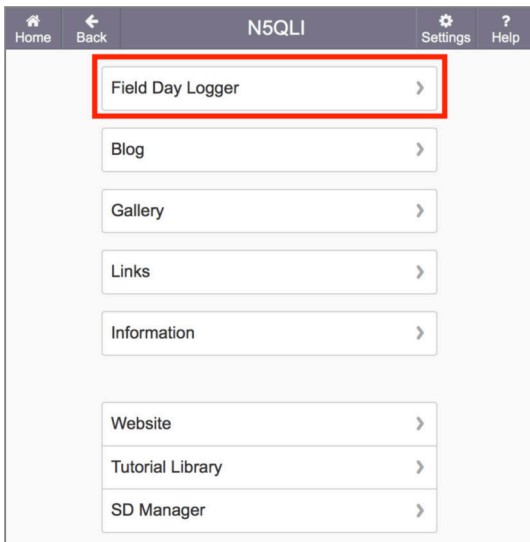 Home Back N5QLI Settings ? Help
Field Day Logger
Blog
Gallery
Links
Information
Website
Tutorial Library
SD Manager